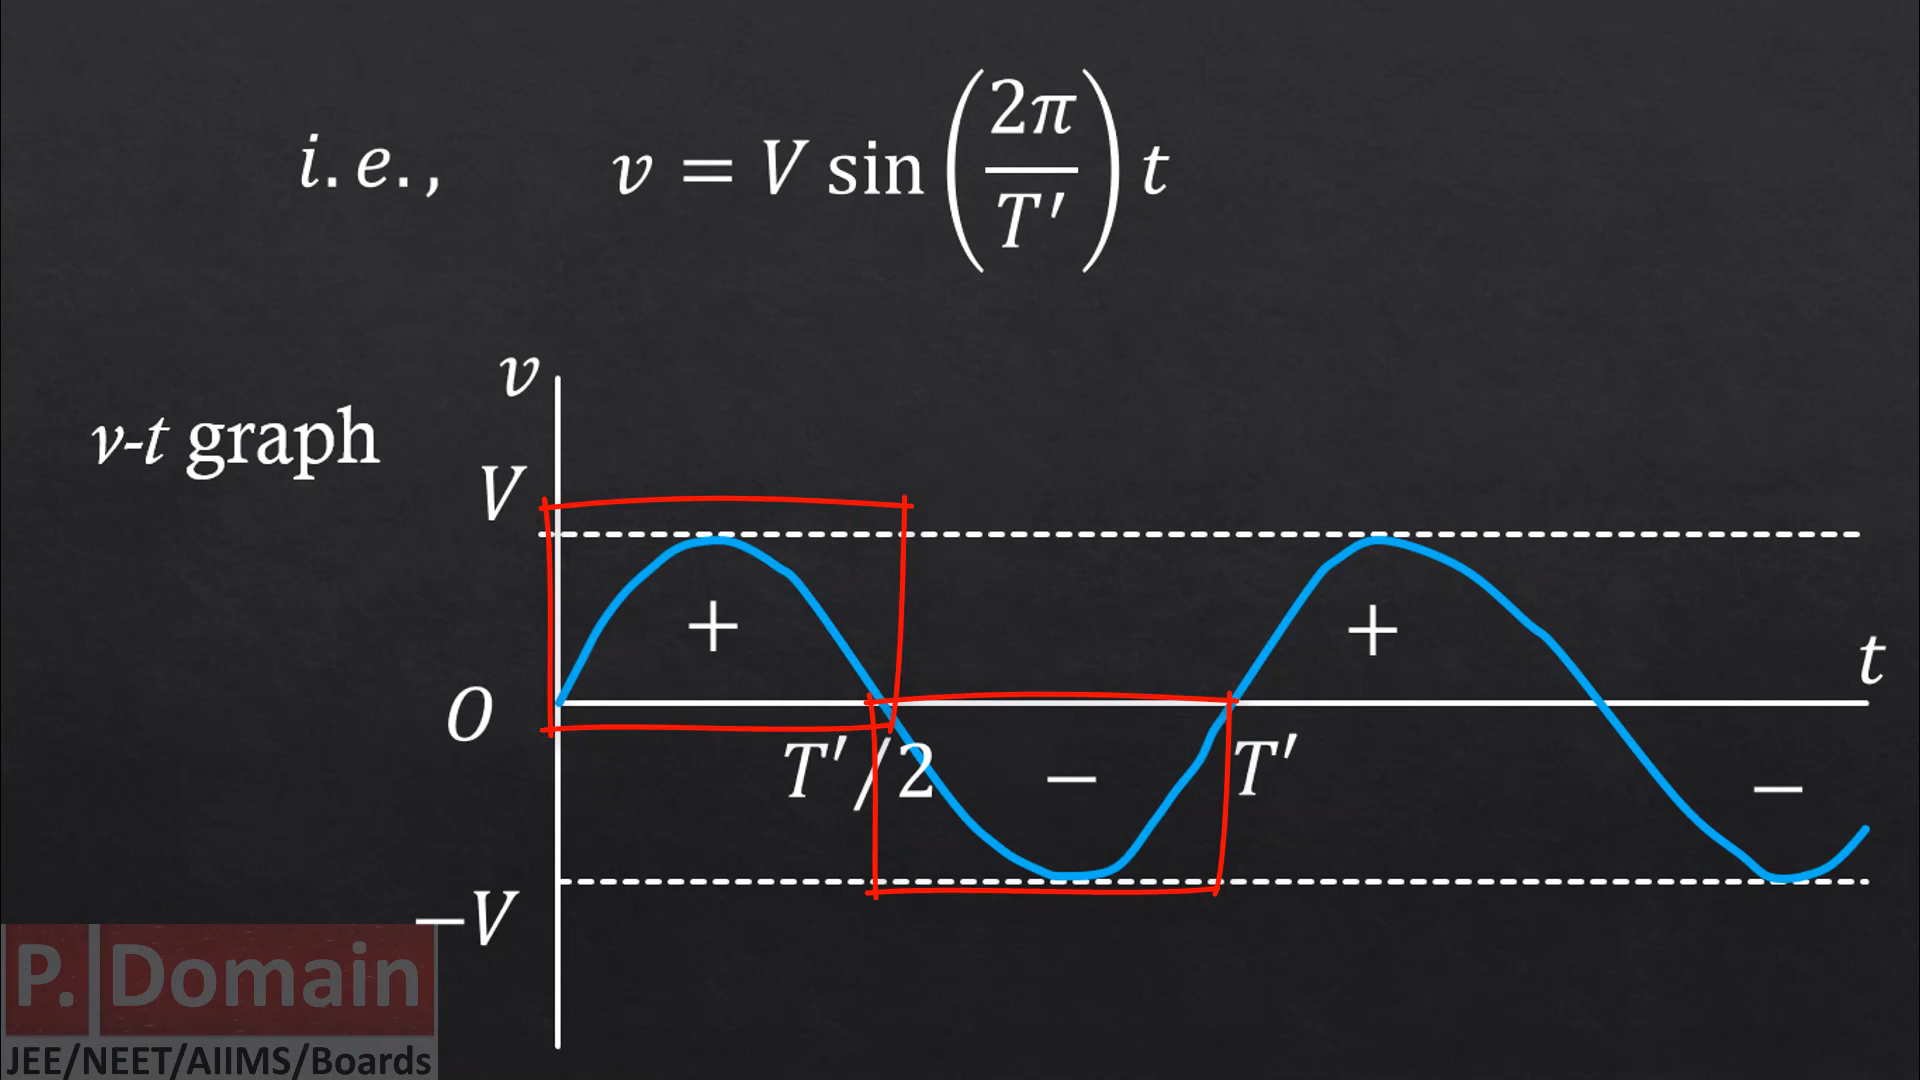 i.e., v = V sin (2π/T′) t
v
v-t graph
V
+
+
t
O
T′/2
−
T′
−
−V
P. Domain
JEE/NEET/AIIMS/Boards